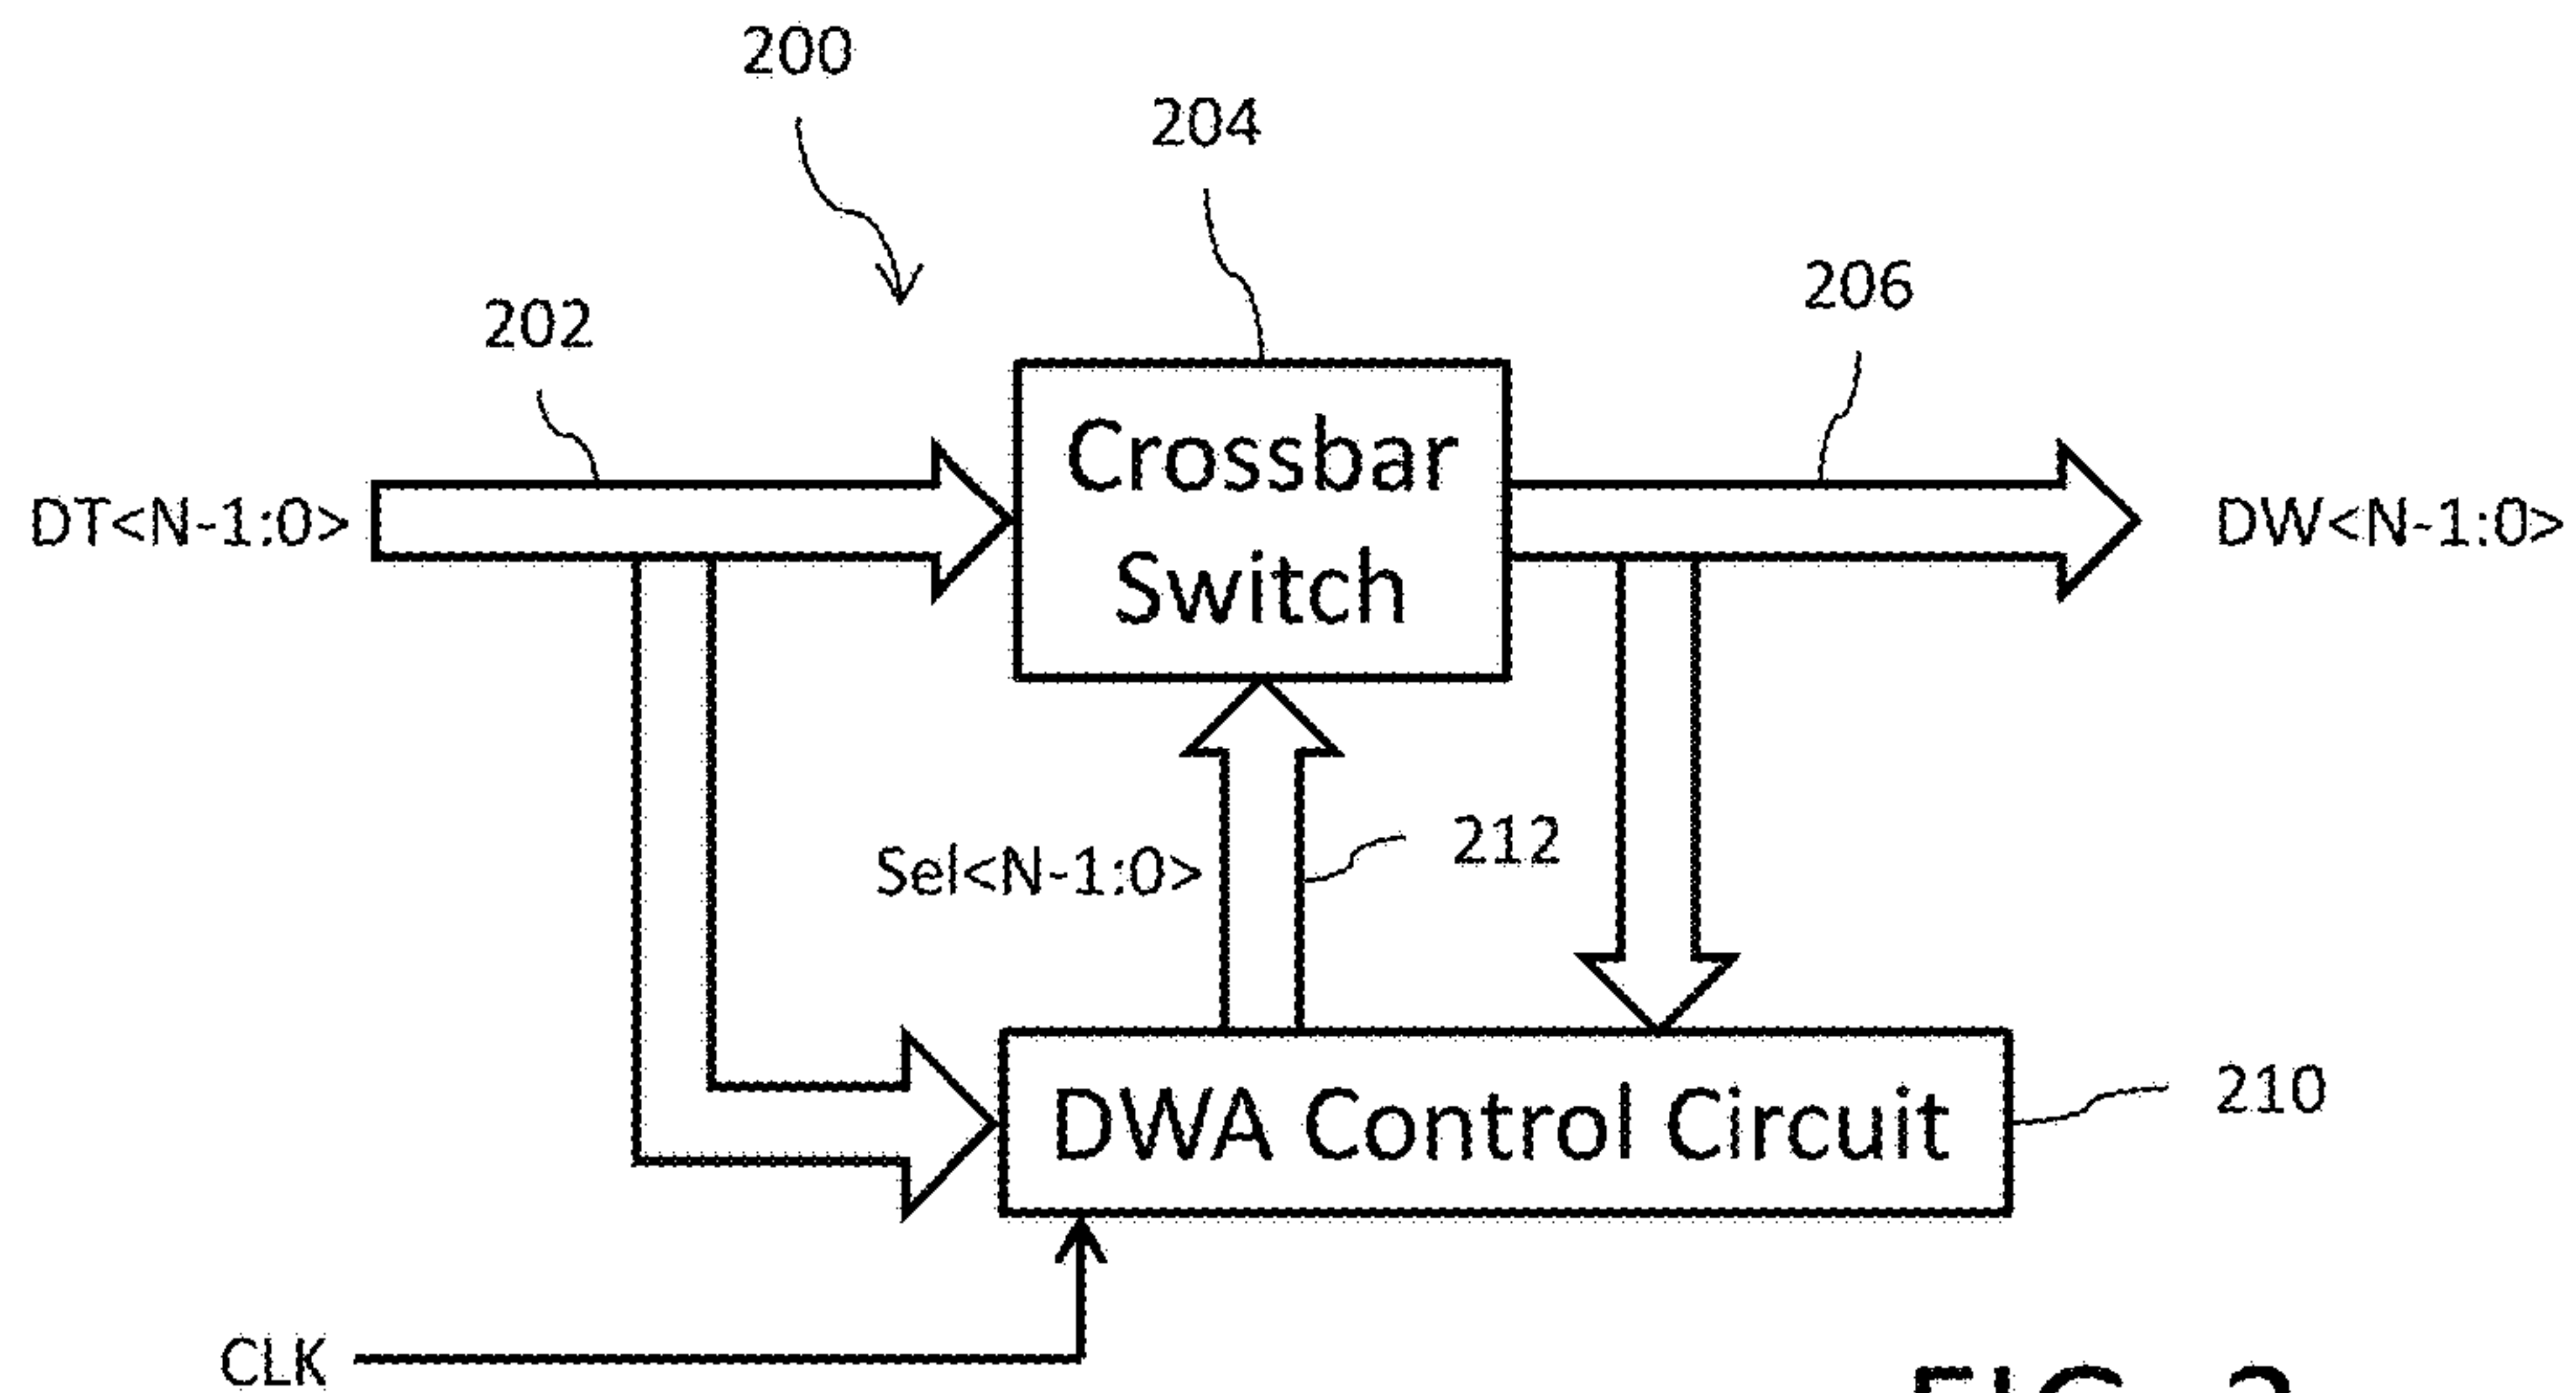 200
204
206
202
DT<N-1:0>
Crossbar
Switch
DW<N-1:0>
Sel<N-1:0>
212
DWA Control Circuit
210
CLK